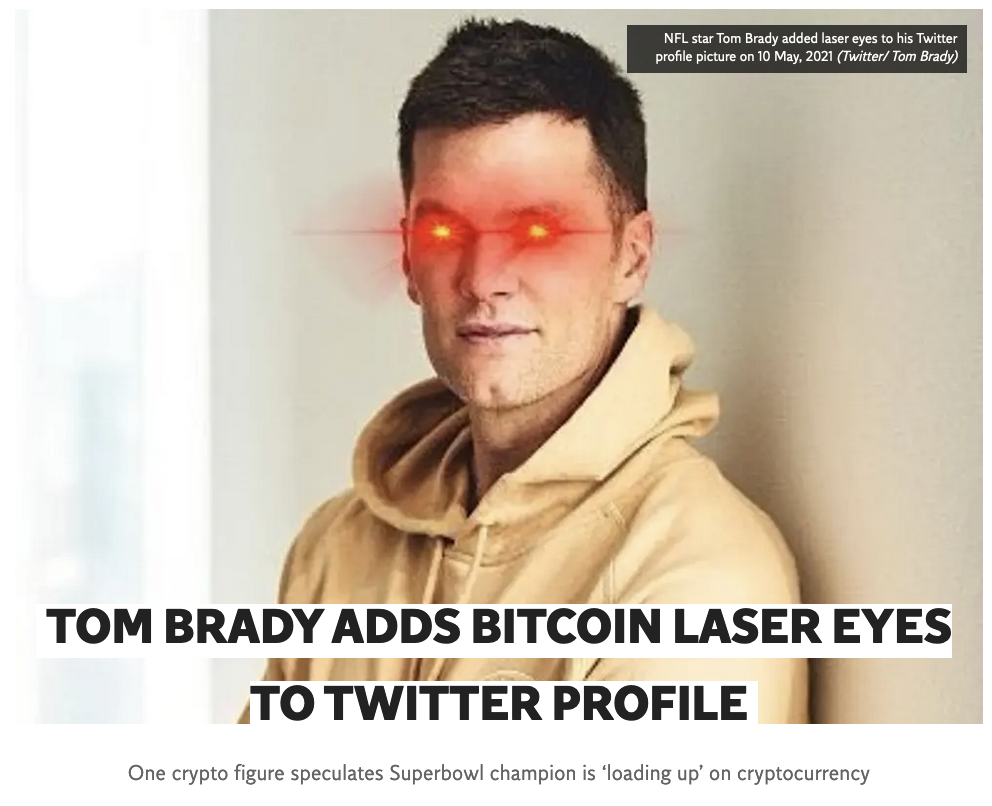 NFL star Tom Brady added laser eyes to his Twitter
profile picture on 10 May, 2021 (Twitter/ Tom Brady)
TOM BRADY ADDS BITCOIN LASER EYES
TO TWITTER PROFILE
One crypto figure speculates Superbowl champion is ‘loading up’ on cryptocurrency